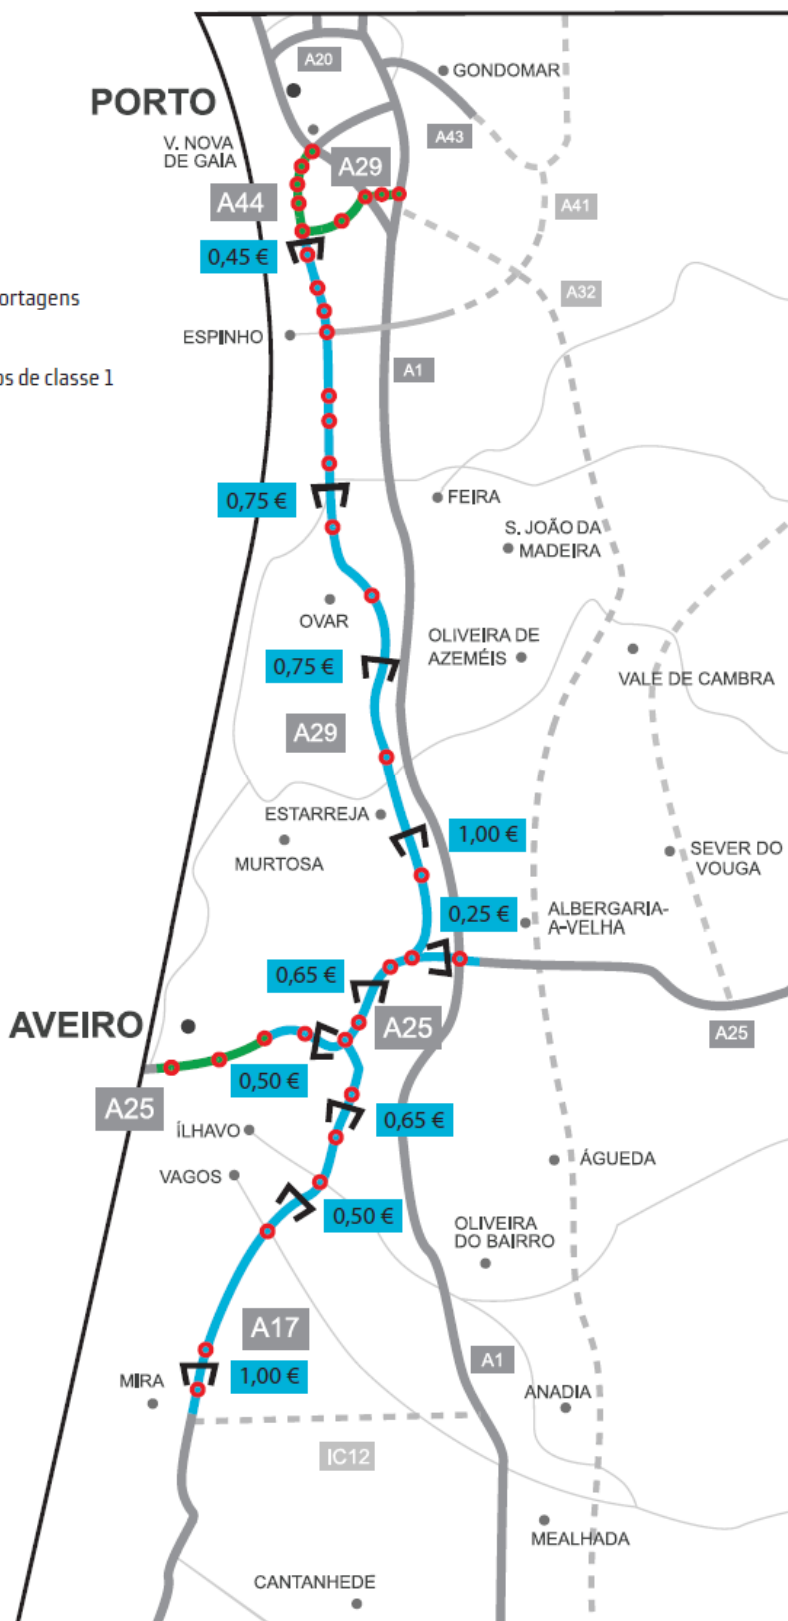 A20
GONDOMAR
PORTO
A43
V. NOVA
DE GAIA
A29
A44
A41
0,45 €
A32
ortagens
ESPINHO
A1
os de classe 1
0,75 €
FEIRA
S. JOÃO DA
MADEIRA
OVAR
OLIVEIRA DE
AZEMÉIS
0,75 €
VALE DE CAMBRA
A29
ESTARREJA
1,00 €
MURTOSA
SEVER DO
VOUGA
0,25 €
ALBERGARIA-
A-VELHA
0,65 €
AVEIRO
A25
A25
0,50 €
A25
0,65 €
ÍLHAVO
ÁGUEDA
VAGOS
0,50 €
OLIVEIRA
DO BAIRRO
A17
A1
MIRA
1,00 €
ANADIA
IC12
MEALHADA
CANTANHEDE